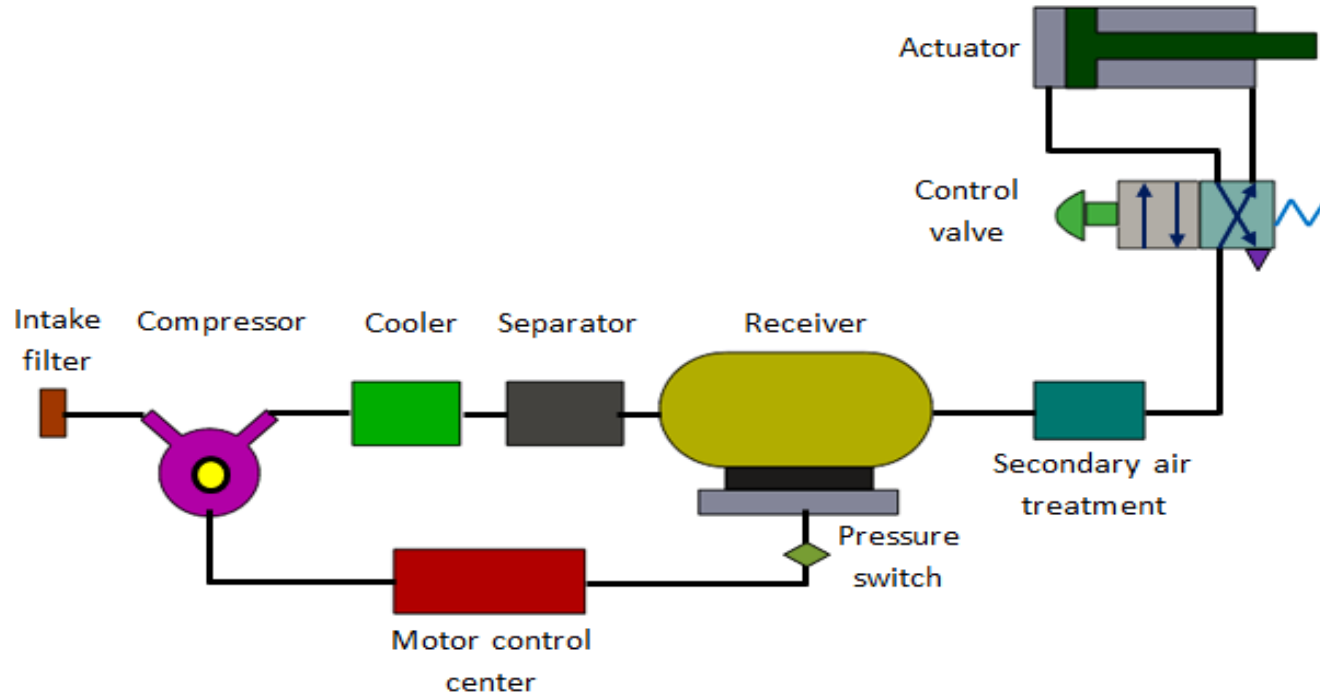 Actuator
Control
valve
Intake
filter
Compressor
Cooler
Separator
Receiver
Secondary air
treatment
Pressure
switch
Motor control
center